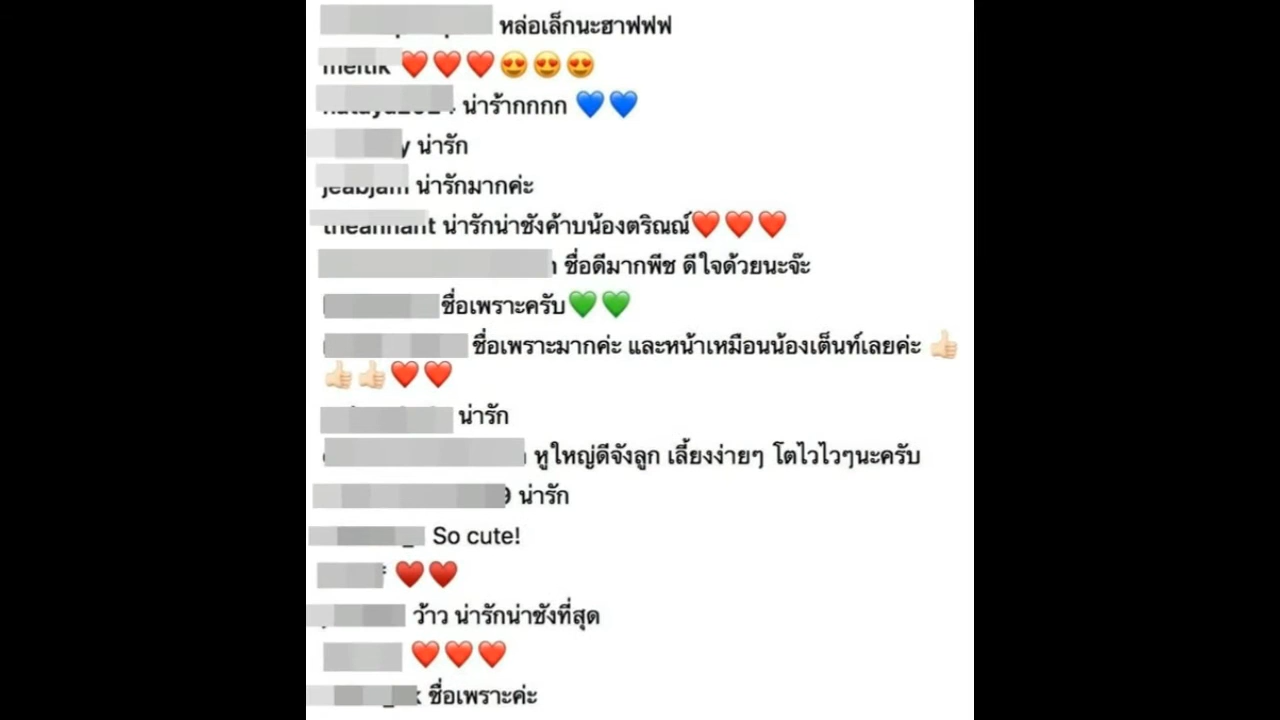 หล่อเล็กนะฮาฟฟฟ
❤️❤️❤️😍😍😍
น่าร้ากกกก 💙💙
น่ารัก
น่ารักมากค่ะ
น่ารักน่าชังค้าบน้องตริณณ์❤️❤️❤️
ชื่อดีมากพีช ดีใจด้วยนะจ๊ะ
ชื่อเพราะครับ💚💚
ชื่อเพราะมากค่ะ และหน้าเหมือนน้องเต็นท์เลยค่ะ 👍🏻
👍🏻👍🏻❤️❤️
น่ารัก
หูใหญ่ดีจังลูก เลี้ยงง่ายๆ โตไวไวๆนะครับ
น่ารัก
So cute!
❤️❤️
ว้าว น่ารักน่าชังที่สุด
❤️❤️❤️
ชื่อเพราะค่ะ